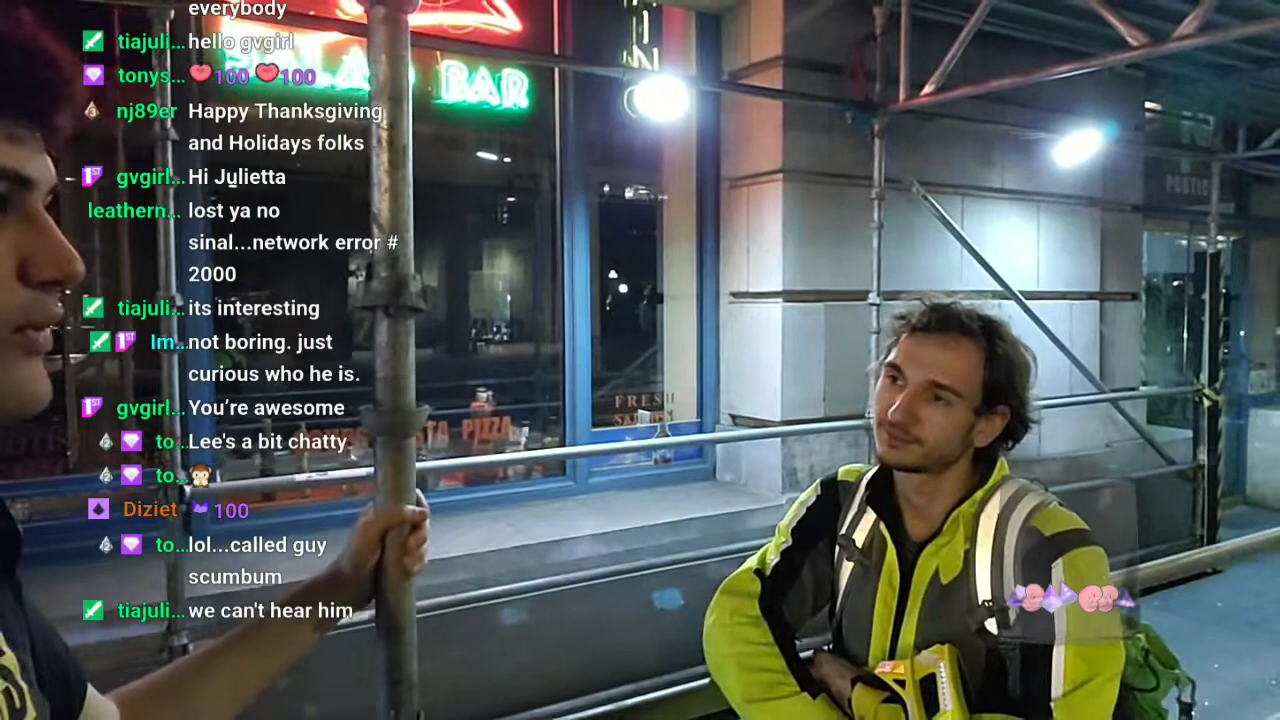 everybody
tiajuli... hello gvgirl
tonys... 100 100
nj89er Happy Thanksgiving
and Holidays folks
gvgirl... Hi Julietta
leathern... lost ya no
sinal...network error #
2000
tiajuli... its interesting
1ST Im... not boring. just
curious who he is.
gvgirl... You're awesome
to... Lee's a bit chatty
to...
Diziet 100
to... lol...called guy
scumbum
tiajuli... we can't hear him
BAR
PIZZA
FRESH